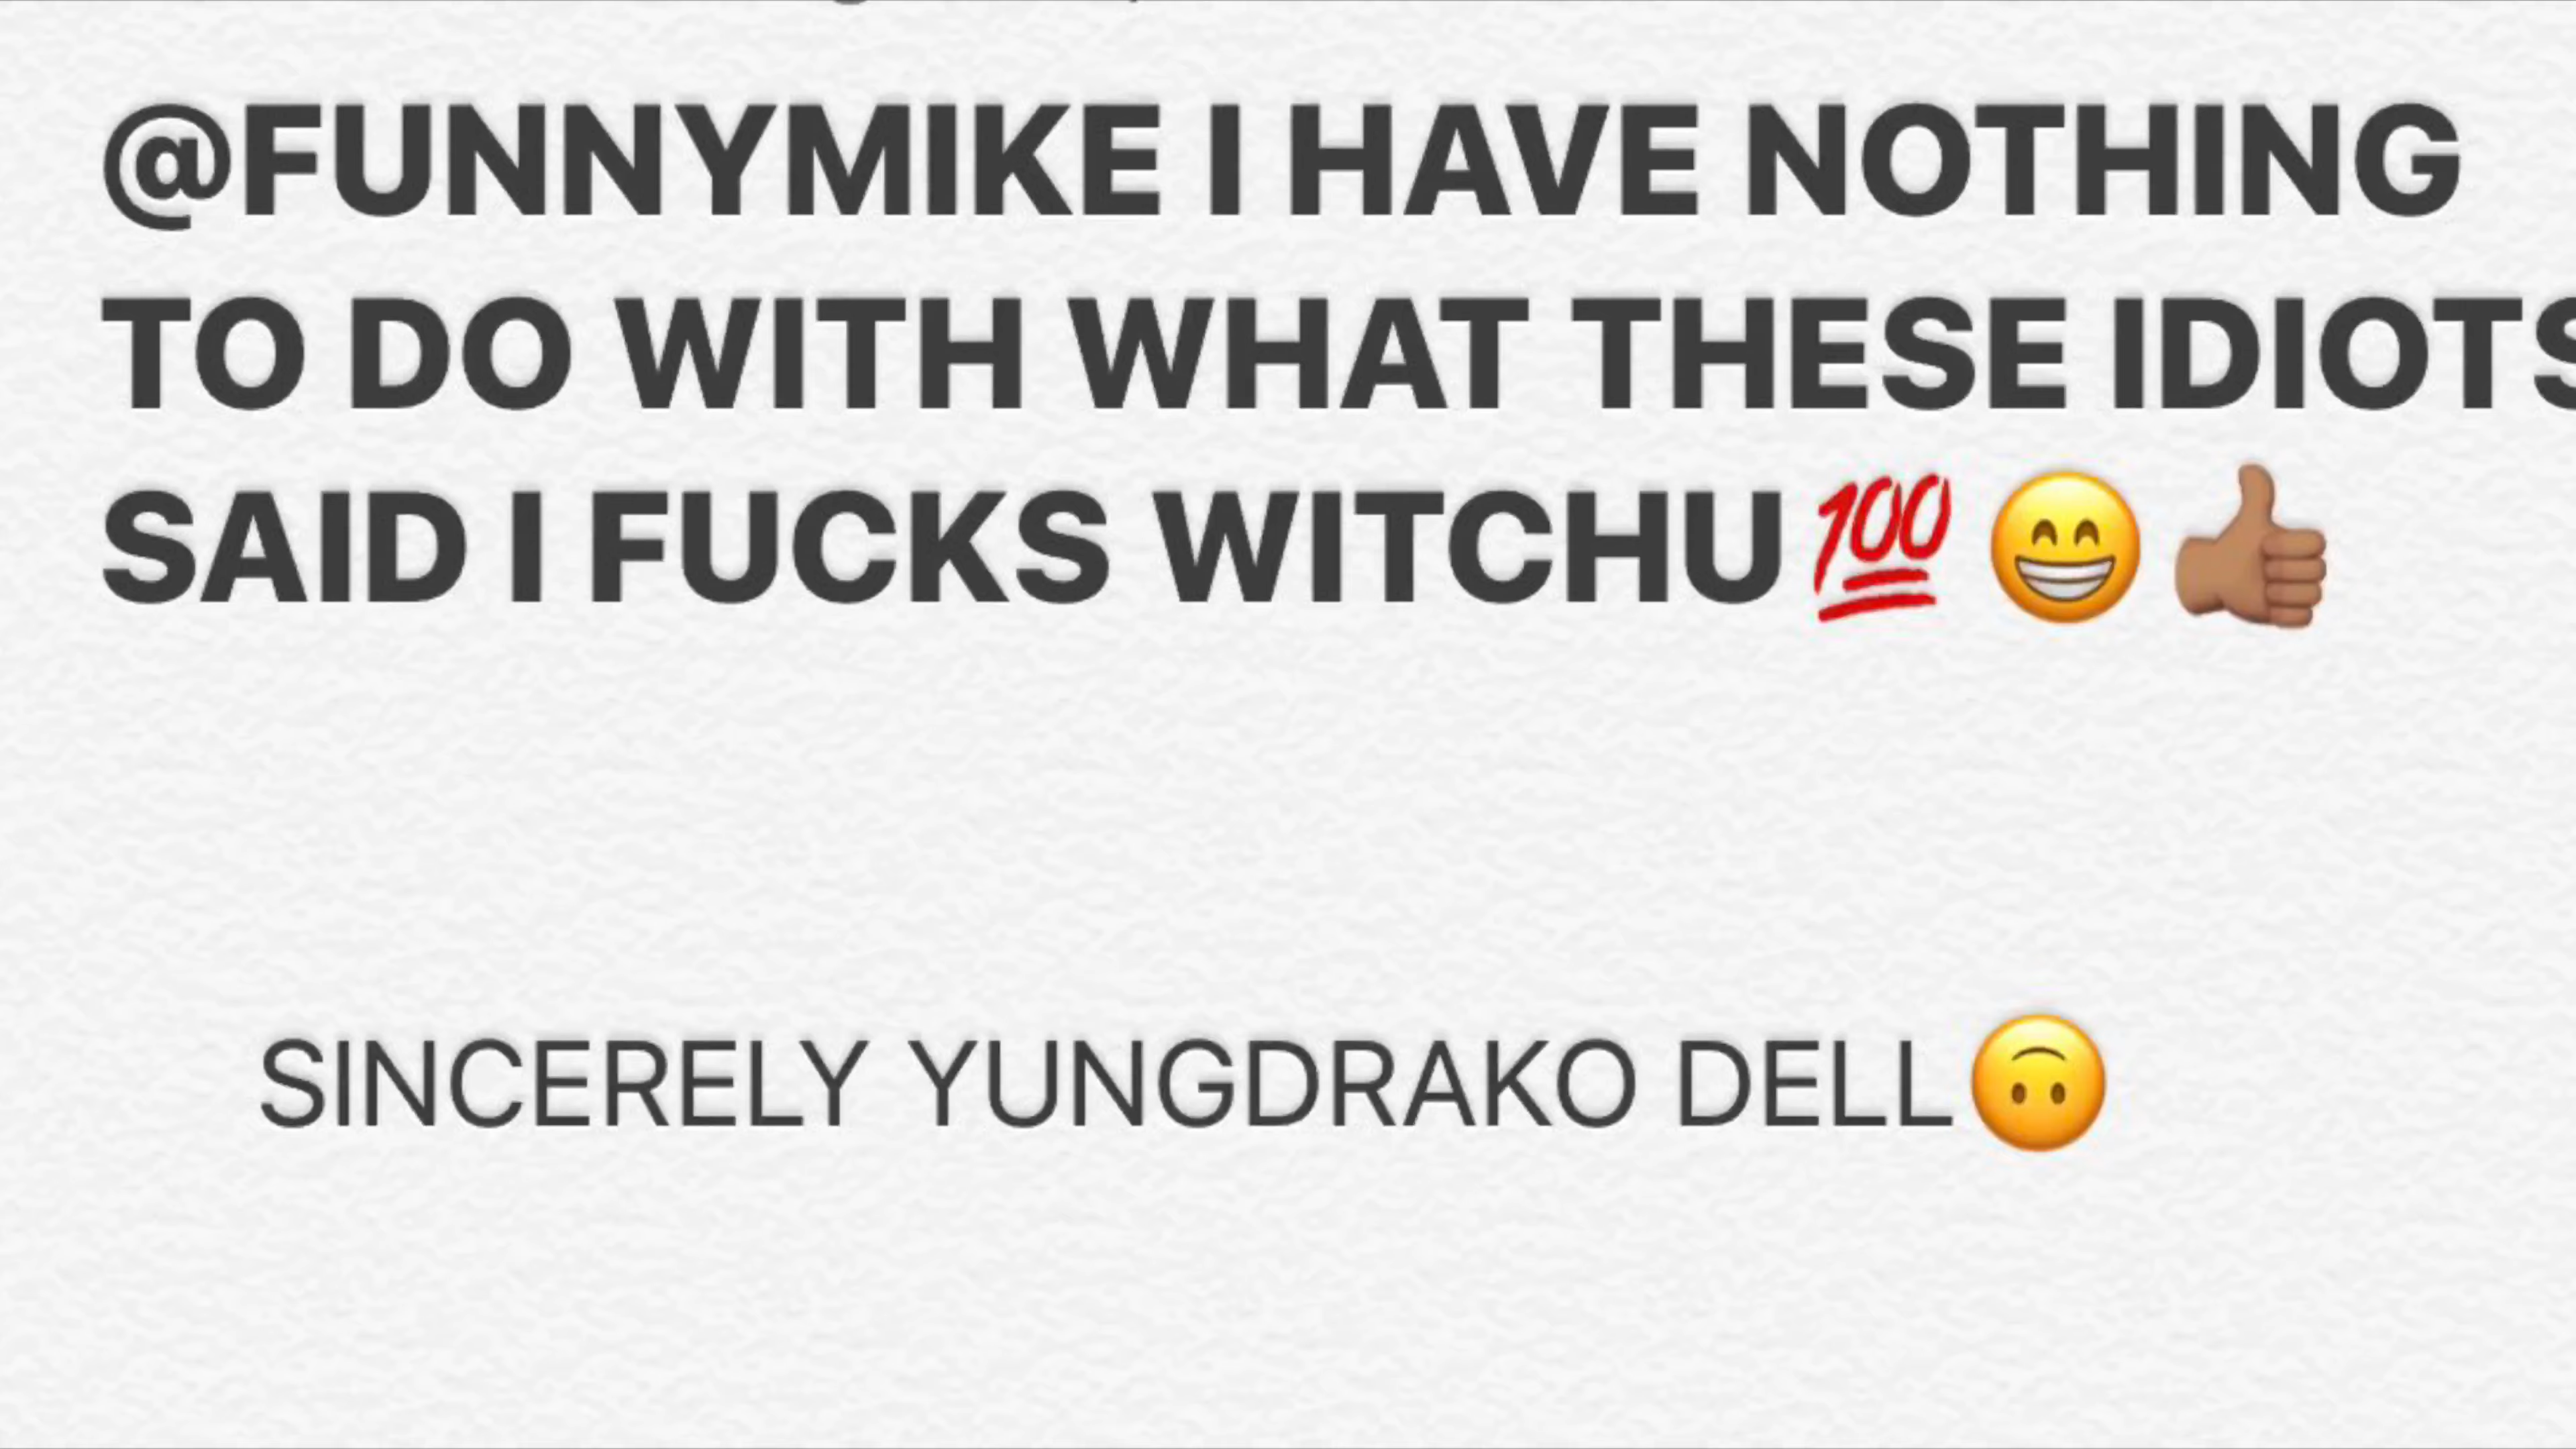 @FUNNYMIKE I HAVE NOTHING
TO DO WITH WHAT THESE IDIOTS
SAID I FUCKS WITCHU💯😁👍🏽
SINCERELY YUNGDRAKO DELL🙃